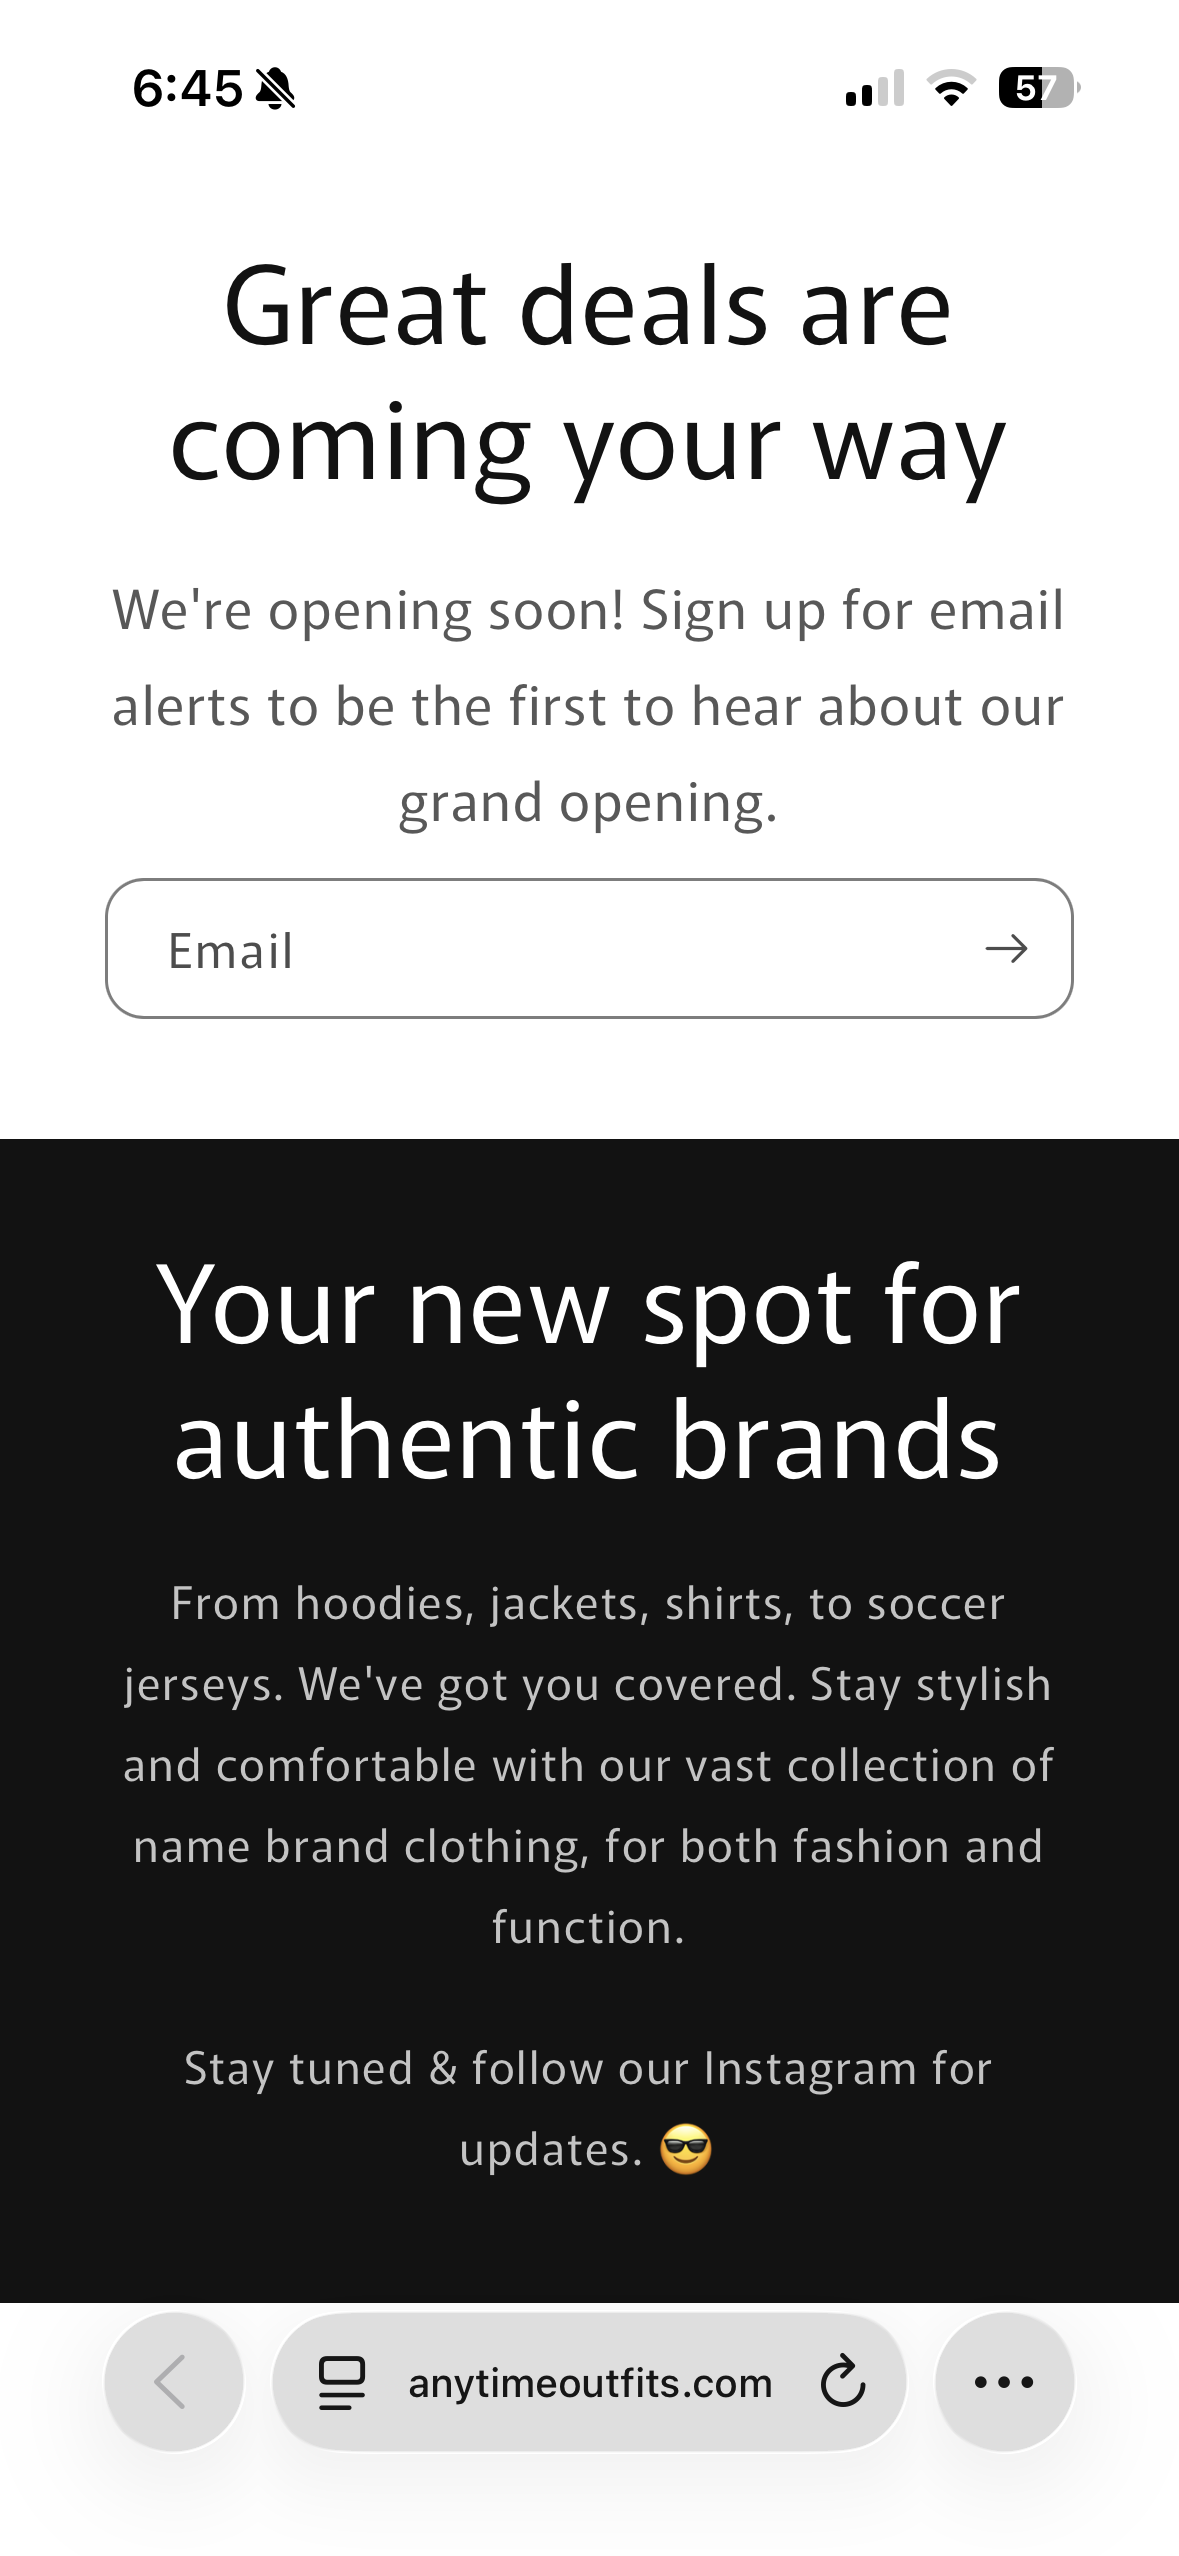 6:45
57
Great deals are
coming your way
We're opening soon! Sign up for email
alerts to be the first to hear about our
grand opening.
Email
Your new spot for
authentic brands
From hoodies, jackets, shirts, to soccer
jerseys. We've got you covered. Stay stylish
and comfortable with our vast collection of
name brand clothing, for both fashion and
function.
Stay tuned & follow our Instagram for
updates. 😎
anytimeoutfits.com